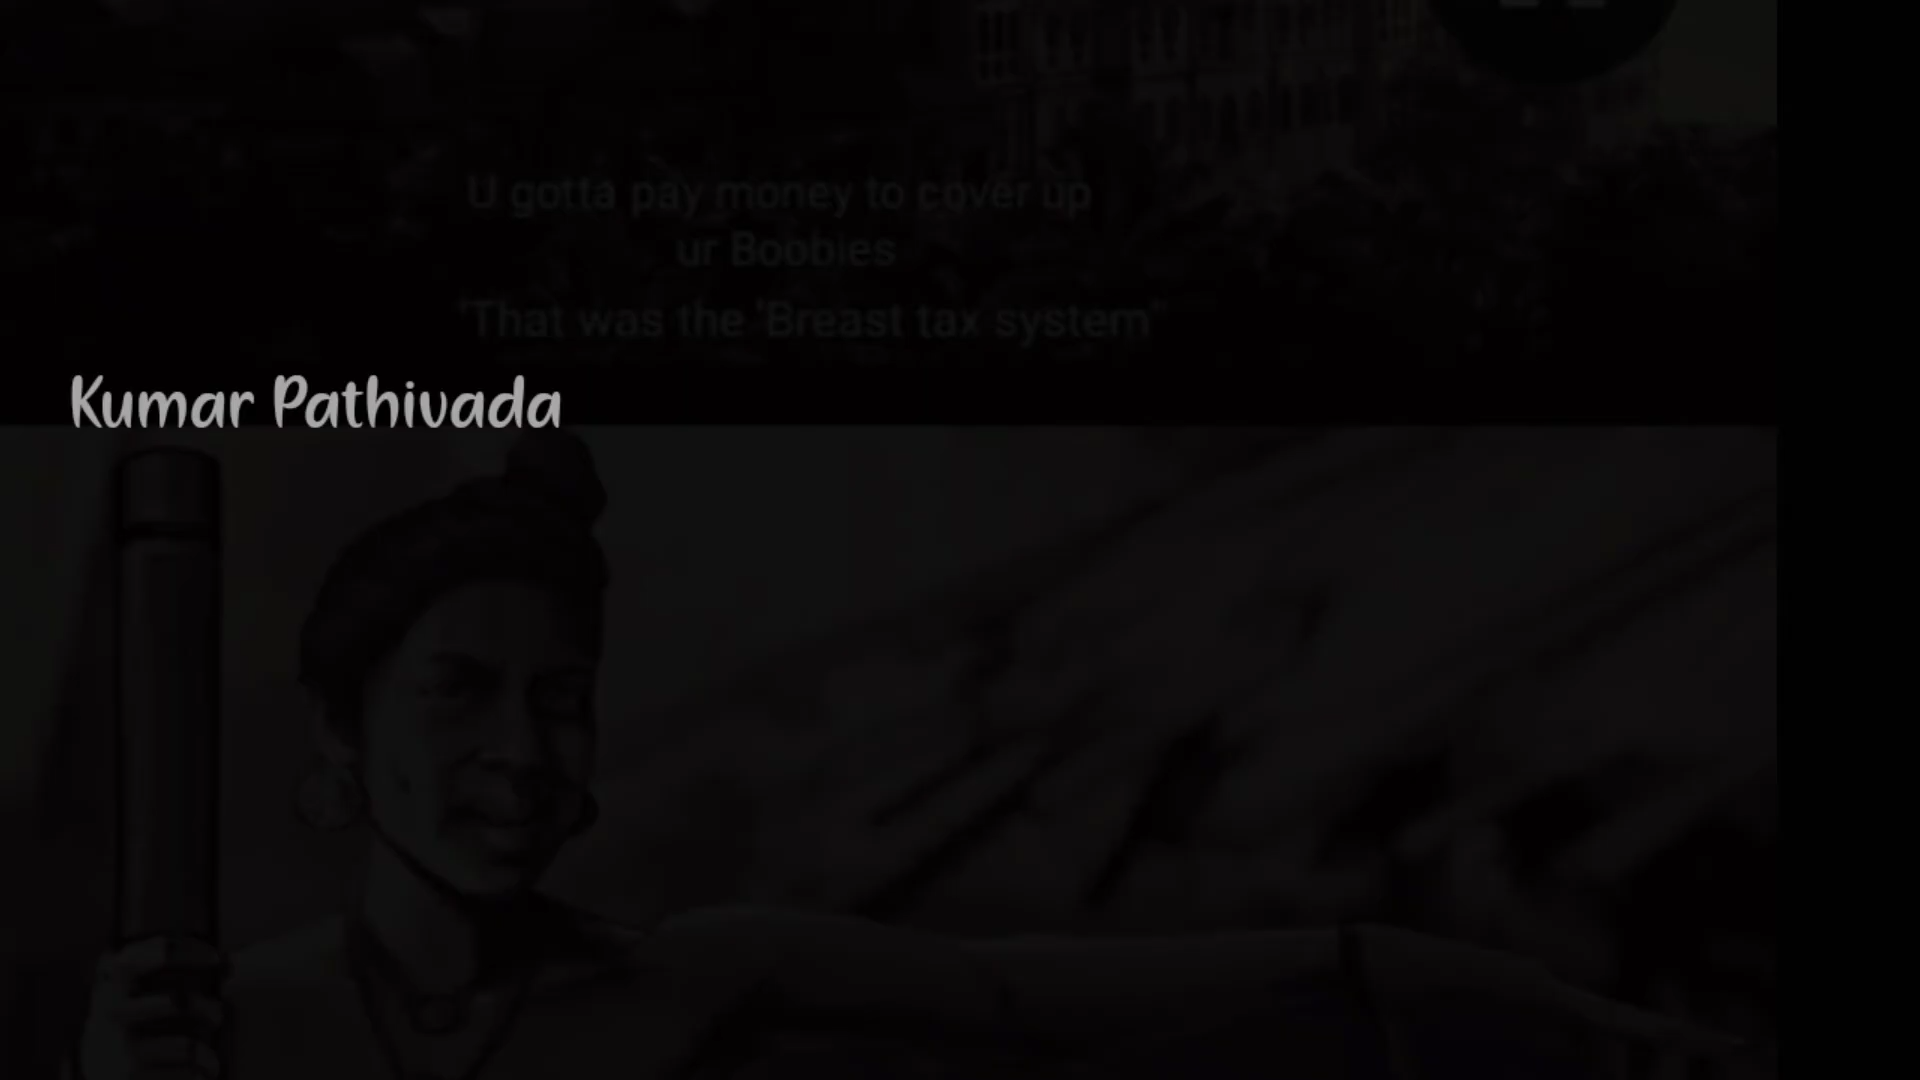 U gotta pay money to cover up
ur Boobies
"That was the 'Breast tax system"
Kumar Pathivada